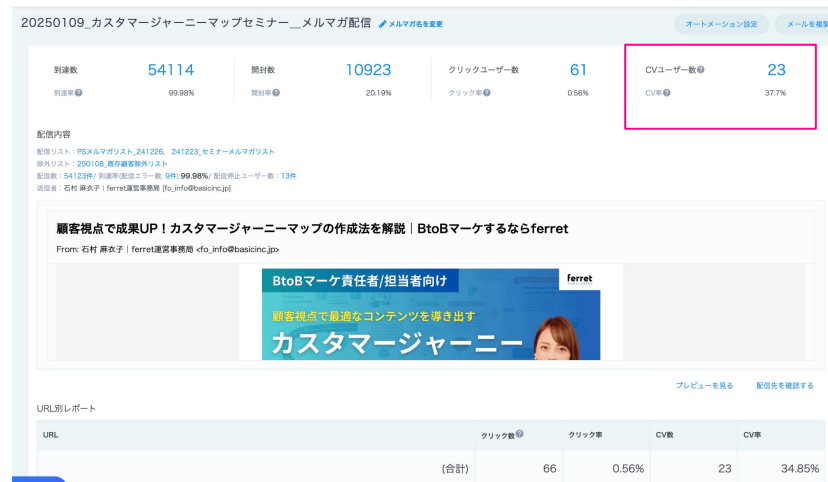 20250109_カスタマージャーニーマップセミナー__メルマガ配信 メルマガ名を変更
オートメーション設定 メールを複製
到達数 54114 開封数 10923 クリックユーザー数 61 CVユーザー数 23
到達率 99.98% 開封率 20.19% クリック率 0.56% CV率 37.7%
配信内容
配信リスト：PSメルマガリスト_241226, 241223_セミナーメルマガリスト
除外リスト：250108_既存顧客除外リスト
配信数：54123件/ 到達率(配信エラー数: 9件):99.98%/ 配信停止ユーザー数：13件
送信者：石村 麻衣子｜ferret運営事務局 [fo_info@basicinc.jp]
顧客視点で成果UP！カスタマージャーニーマップの作成法を解説｜BtoBマーケするならferret
From: 石村 麻衣子｜ferret運営事務局 <fo_info@basicinc.jp>
BtoBマーケ責任者/担当者向け
ferret
顧客視点で最適なコンテンツを導き出す
カスタマージャーニー
プレビューを見る 配信先を確認する
URL別レポート
URL クリック数 クリック率 CV数 CV率
(合計) 66 0.56% 23 34.85%